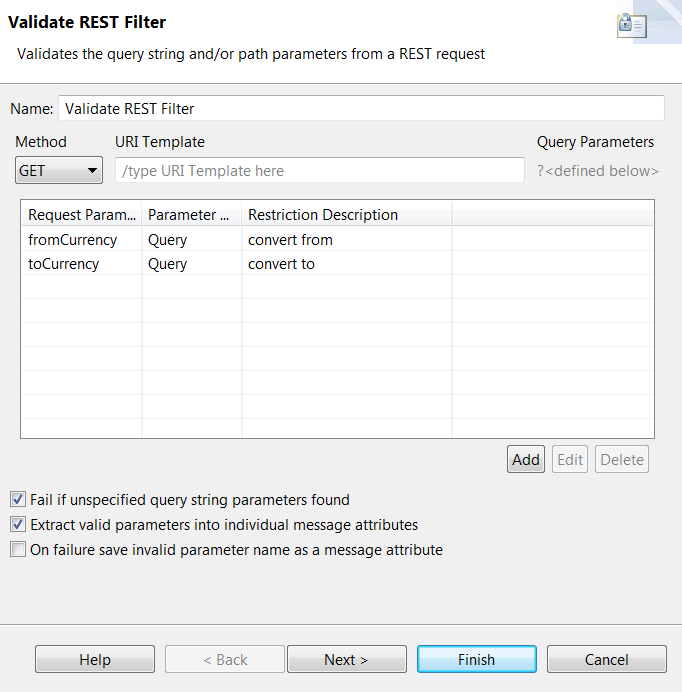 Validate REST Filter
Validates the query string and/or path parameters from a REST request
Name: Validate REST Filter
Method URI Template Query Parameters
GET /type URI Template here ?<defined below>
Request Param... Parameter ... Restriction Description
fromCurrency Query convert from
toCurrency Query convert to
Add Edit Delete
Fail if unspecified query string parameters found
Extract valid parameters into individual message attributes
On failure save invalid parameter name as a message attribute
Help < Back Next > Finish Cancel